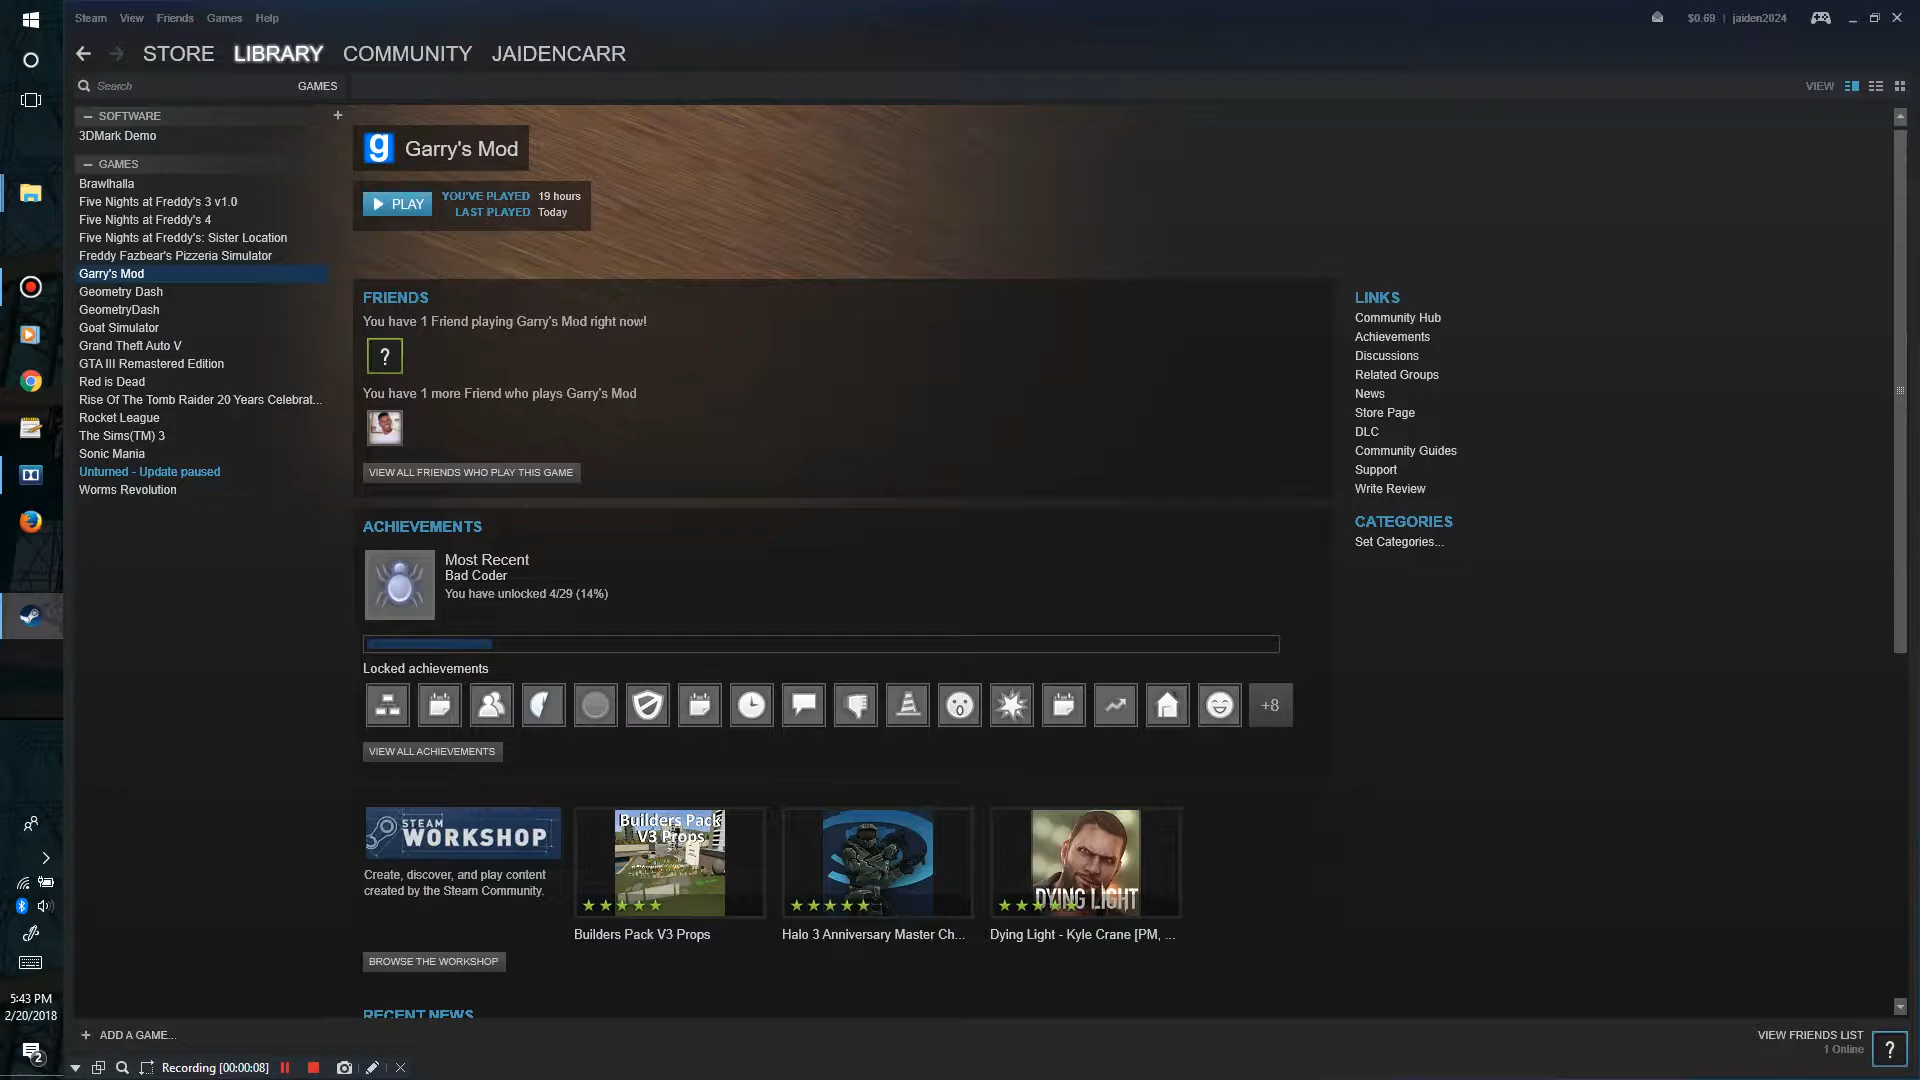 Steam View Friends Games Help
$0.69 | jaiden2024
STORE LIBRARY COMMUNITY JAIDENCARR
Search
GAMES
VIEW
— SOFTWARE
+
3DMark Demo
— GAMES
Brawlhalla
Five Nights at Freddy's 3 v1.0
Five Nights at Freddy's 4
Five Nights at Freddy's: Sister Location
Freddy Fazbear's Pizzeria Simulator
Garry's Mod
Geometry Dash
GeometryDash
Goat Simulator
Grand Theft Auto V
GTA III Remastered Edition
Red is Dead
Rise Of The Tomb Raider 20 Years Celebrat...
Rocket League
The Sims(TM) 3
Sonic Mania
Unturned - Update paused
Worms Revolution
g Garry's Mod
PLAY
YOU'VE PLAYED 19 hours
LAST PLAYED Today
FRIENDS
You have 1 Friend playing Garry's Mod right now!
?
You have 1 more Friend who plays Garry's Mod
VIEW ALL FRIENDS WHO PLAY THIS GAME
LINKS
Community Hub
Achievements
Discussions
Related Groups
News
Store Page
DLC
Community Guides
Support
Write Review
CATEGORIES
Set Categories...
ACHIEVEMENTS
Most Recent
Bad Coder
You have unlocked 4/29 (14%)
Locked achievements
+8
VIEW ALL ACHIEVEMENTS
STEAM
WORKSHOP
Create, discover, and play content
created by the Steam Community.
BROWSE THE WORKSHOP
Builders Pack
V3 Props
Builders Pack V3 Props
Halo 3 Anniversary Master Ch...
DYING LIGHT
Dying Light - Kyle Crane [PM, ...
RECENT NEWS
+ ADD A GAME...
VIEW FRIENDS LIST
1 Online
?
5:43 PM
2/20/2018
2
Recording [00:00:08]